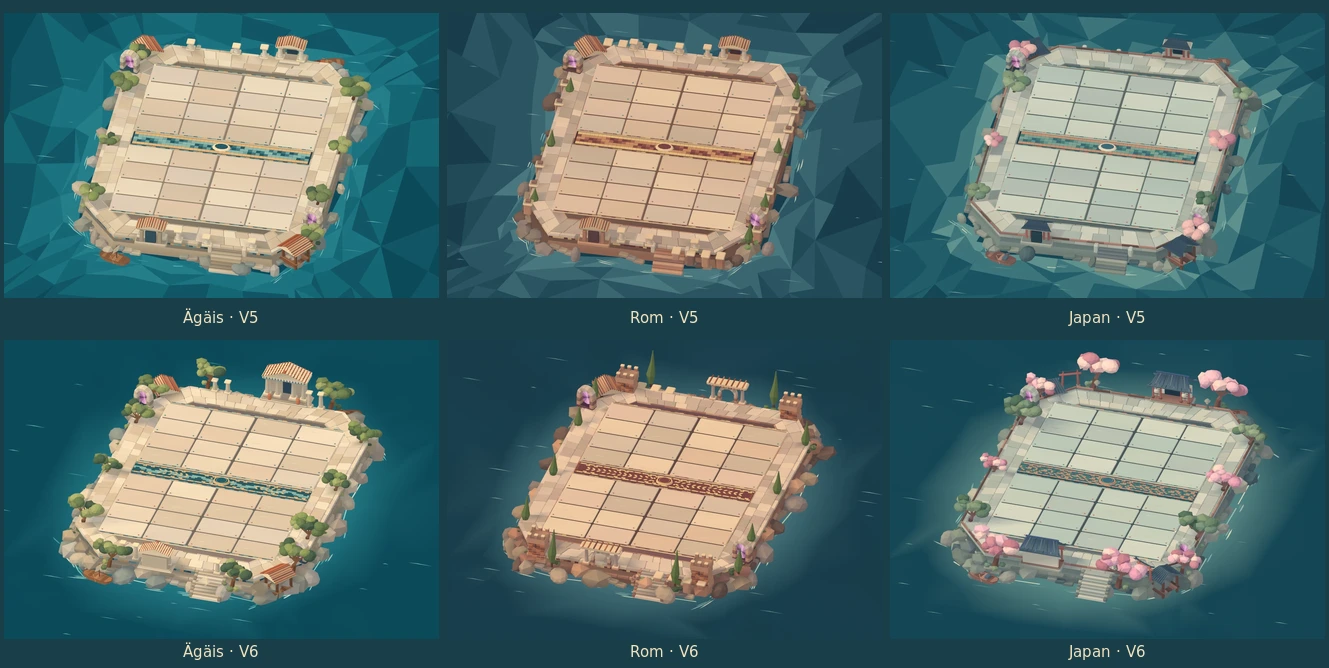 Ägäis · V5
Rom · V5
Japan · V5
Ägäis · V6
Rom · V6
Japan · V6